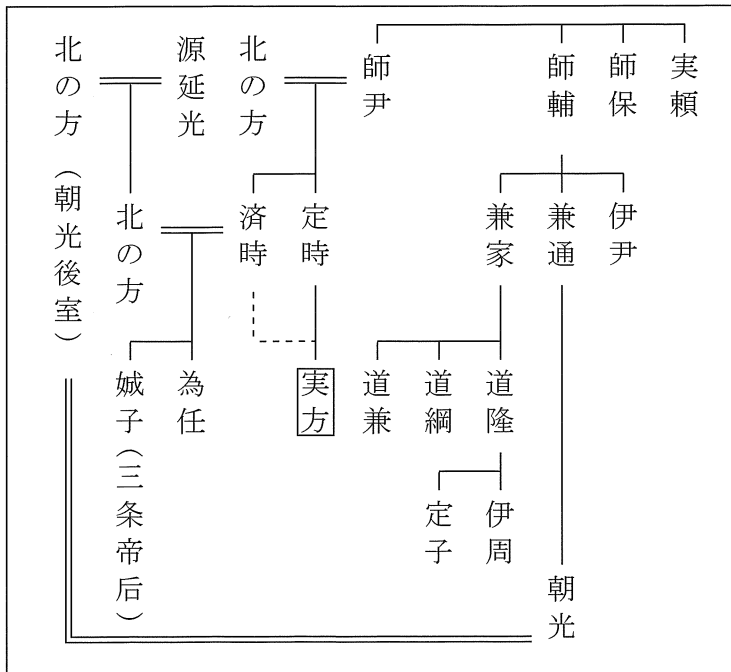 実頼
師保
師輔
師尹
北の方
源延光
北の方(朝光後室)
伊尹
兼通
兼家
定時
済時
北の方
道隆
道綱
道兼
実方
為任
娍子(三条帝后)
伊周
定子
朝光